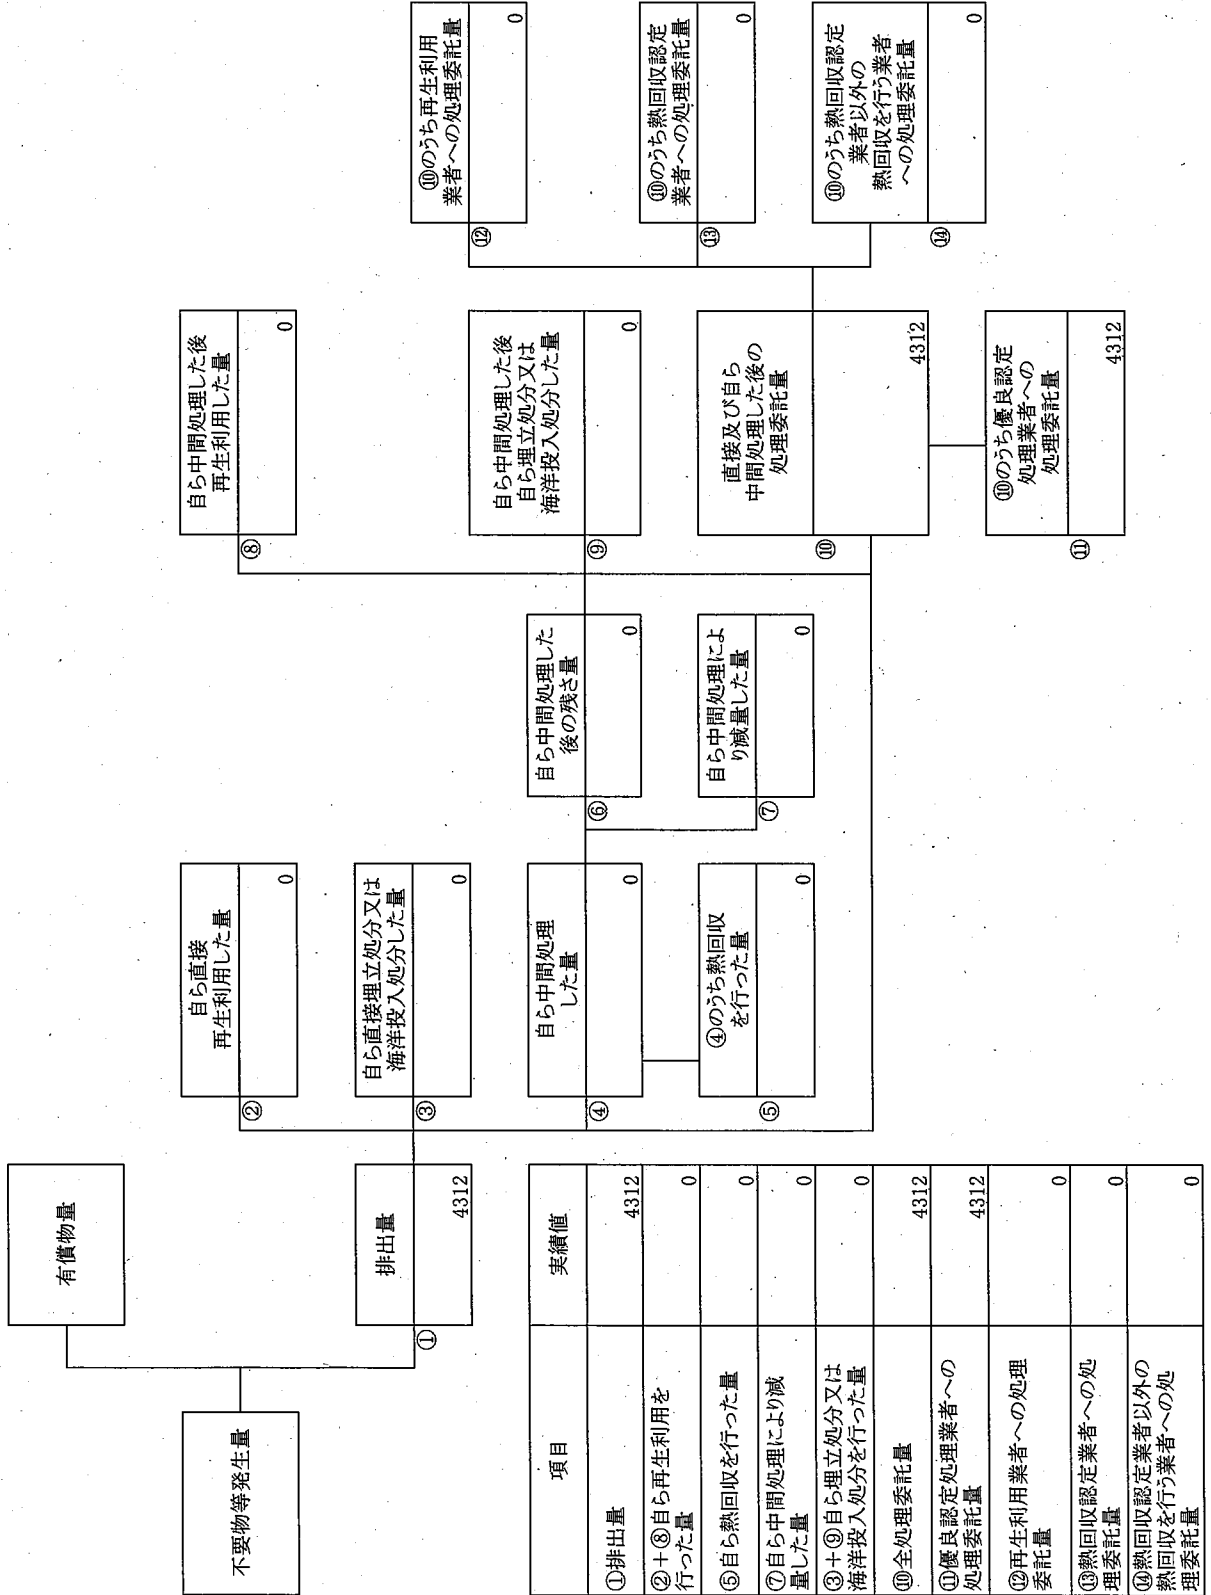 不要物等発生量
有償物量
排出量
①
4312
自ら直接
再生利用した量
②
0
自ら直接埋立処分又は
海洋投入処分した量
③
0
自ら中間処理
した量
④
0
④のうち熱回収
を行った量
⑤
0
自ら中間処理した
後の残さ量
⑥
0
自ら中間処理によ
り減量した量
⑦
0
自ら中間処理した後
再生利用した量
⑧
0
自ら中間処理した後
自ら埋立処分又は
海洋投入処分した量
⑨
0
直接及び自ら
中間処理した後の
処理委託量
⑩
4312
⑩のうち優良認定
処理業者への
処理委託量
⑪
4312
⑩のうち再生利用
業者への処理委託量
⑫
0
⑩のうち熱回収認定
業者への処理委託量
⑬
0
⑩のうち熱回収認定
業者以外の
熱回収を行う業者
への処理委託量
⑭
0
項目 実績値
①排出量 4312
②+⑧自ら再生利用を
行った量 0
⑤自ら熱回収を行った量 0
⑦自ら中間処理により減
量した量 0
③+⑨自ら埋立処分又は
海洋投入処分を行った量 0
⑩全処理委託量 4312
⑪優良認定処理業者への
処理委託量 4312
⑫再生利用業者への処理
委託量 0
⑬熱回収認定業者への処
理委託量 0
⑭熱回収認定業者以外の
熱回収を行う業者への処
理委託量 0